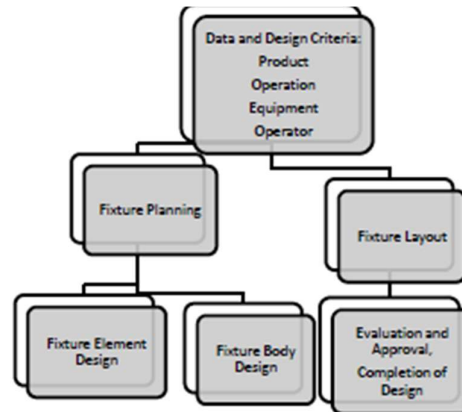 Data and Design Criteria:
Product
Operation
Equipment
Operator
Fixture Planning
Fixture Layout
Fixture Element
Design
Fixture Body
Design
Evaluation and
Approval,
Completion of
Design